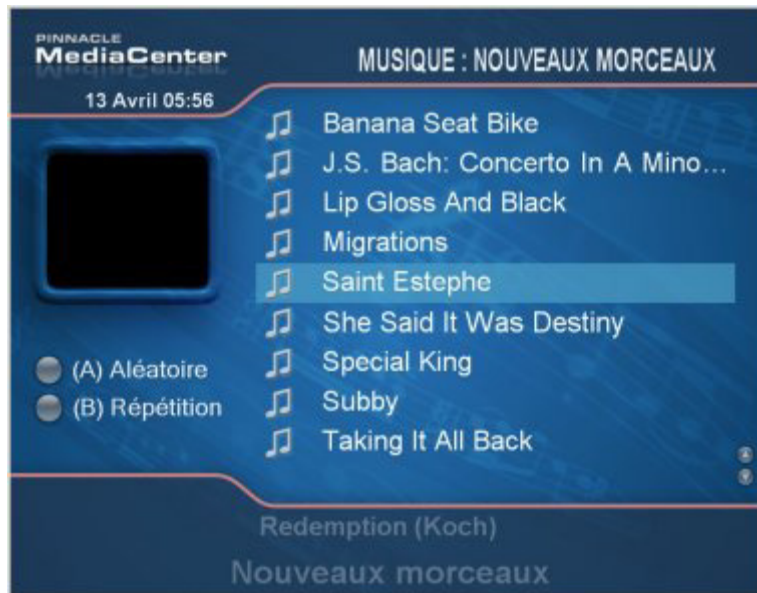 PINNACLE
MediaCenter
MUSIQUE : NOUVEAUX MORCEAUX
13 Avril 05:56
Banana Seat Bike
J.S. Bach: Concerto In A Mino...
Lip Gloss And Black
Migrations
Saint Estephe
She Said It Was Destiny
Special King
Subby
Taking It All Back
(A) Aléatoire
(B) Répétition
Redemption (Koch)
Nouveaux morceaux